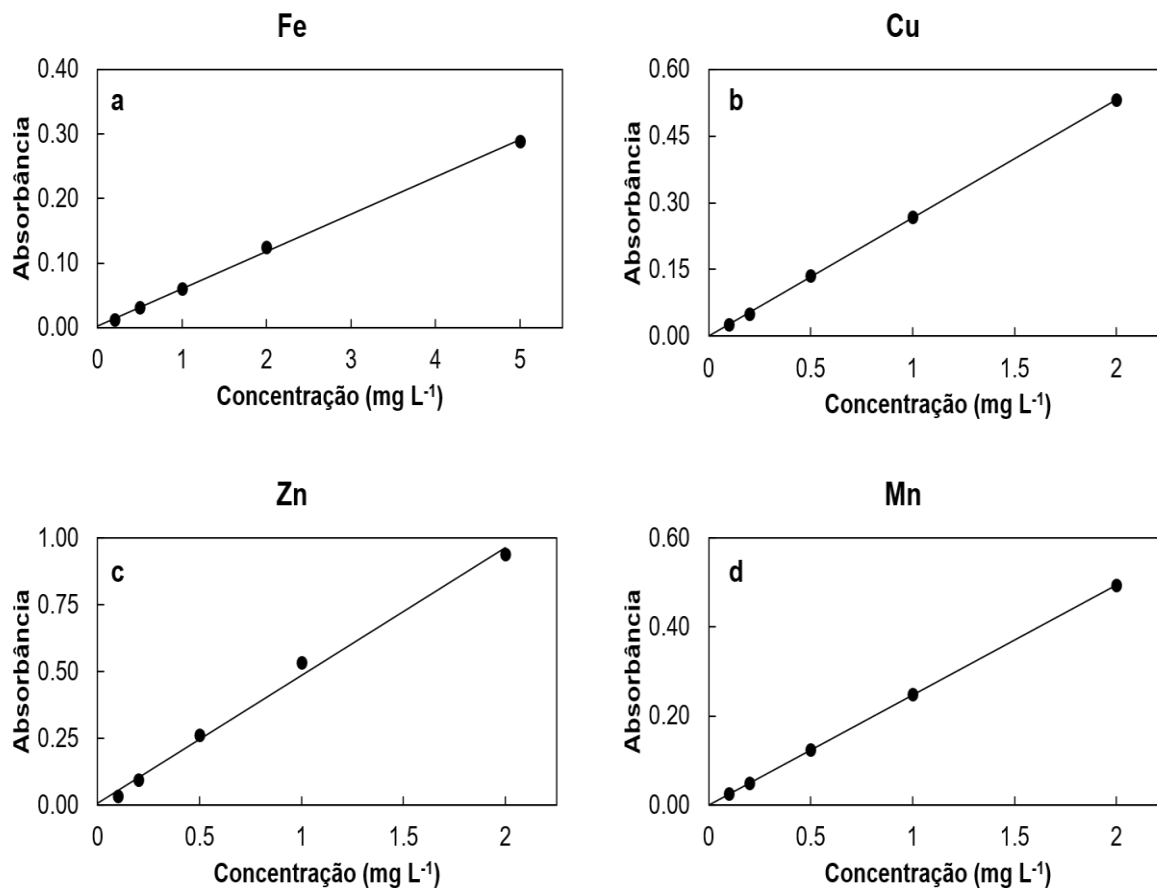 Fe
0.40
a
0.30
0.20
0.10
0.00
Absorbância
0 1 2 3 4 5
Concentração (mg L⁻¹)
Cu
0.60
b
0.45
0.30
0.15
0.00
Absorbância
0 0.5 1 1.5 2
Concentração (mg L⁻¹)
Zn
1.00
c
0.75
0.50
0.25
0.00
Absorbância
0 0.5 1 1.5 2
Concentração (mg L⁻¹)
Mn
0.60
d
0.40
0.20
0.00
Absorbância
0 0.5 1 1.5 2
Concentração (mg L⁻¹)